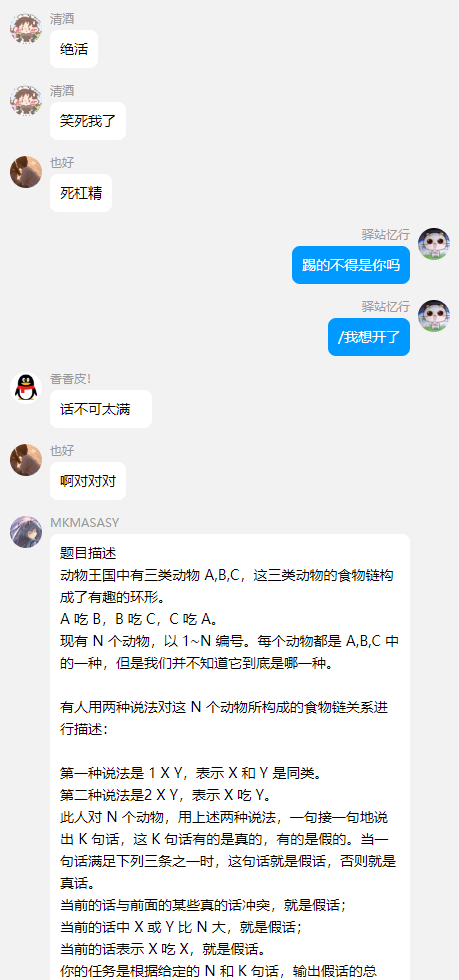 清酒
绝活
清酒
笑死我了
也好
死杠精
驿站忆行
踢的不得是你吗
驿站忆行
/我想开了
香香皮!
话不可太满
也好
啊对对对
MKMASASY
题目描述
动物王国中有三类动物 A,B,C，这三类动物的食物链构
成了有趣的环形。
A 吃 B，B 吃 C，C 吃 A。
现有 N 个动物，以 1~N 编号。每个动物都是 A,B,C 中
的一种，但是我们并不知道它到底是哪一种。
有人用两种说法对这 N 个动物所构成的食物链关系进
行描述：
第一种说法是 1 X Y，表示 X 和 Y 是同类。
第二种说法是2 X Y，表示 X 吃 Y。
此人对 N 个动物，用上述两种说法，一句接一句地说
出 K 句话，这 K 句话有的是真的，有的是假的。当一
句话满足下列三条之一时，这句话就是假话，否则就是
真话。
当前的话与前面的某些真的话冲突，就是假话；
当前的话中 X 或 Y 比 N 大，就是假话；
当前的话表示 X 吃 X，就是假话。
你的任务是根据给定的 N 和 K 句话，输出假话的总